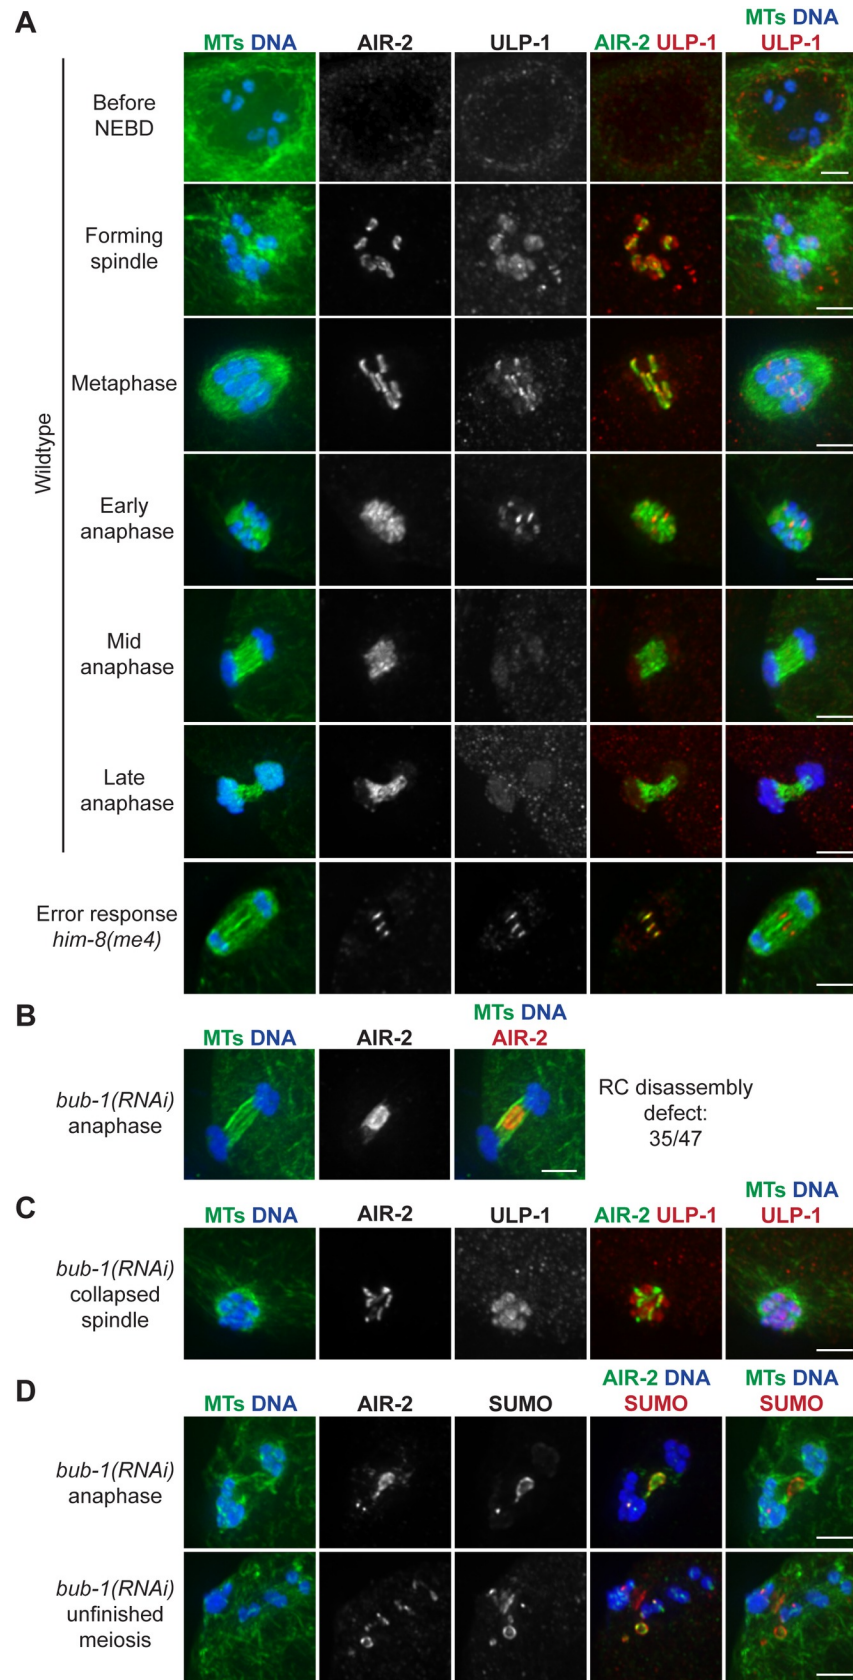 A
MTs DNA
AIR-2
ULP-1
AIR-2 ULP-1
MTs DNA
ULP-1
Wildtype
Before
NEBD
Forming
spindle
Metaphase
Early
anaphase
Mid
anaphase
Late
anaphase
Error response
him-8(me4)
B
MTs DNA
AIR-2
MTs DNA
AIR-2
bub-1(RNAi)
anaphase
RC disassembly
defect:
35/47
C
MTs DNA
AIR-2
ULP-1
AIR-2 ULP-1
MTs DNA
ULP-1
bub-1(RNAi)
collapsed
spindle
D
MTs DNA
AIR-2
SUMO
AIR-2 DNA
SUMO
MTs DNA
SUMO
bub-1(RNAi)
anaphase
bub-1(RNAi)
unfinished
meiosis